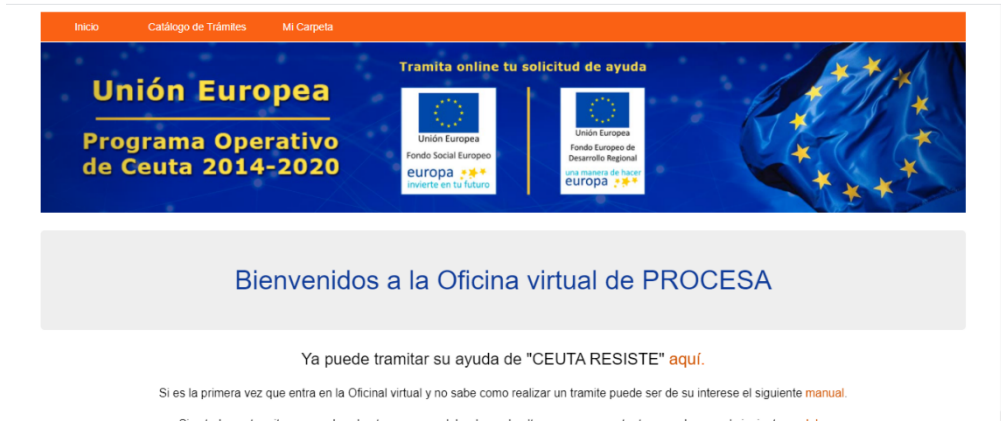 Inicio Catálogo de Trámites Mi Carpeta
Tramita online tu solicitud de ayuda
Unión Europea
Programa Operativo
de Ceuta 2014-2020
Unión Europea
Fondo Social Europeo
europa
invierte en tu futuro
Unión Europea
Fondo Europeo de
Desarrollo Regional
una manera de hacer
europa
Bienvenidos a la Oficina virtual de PROCESA
Ya puede tramitar su ayuda de "CEUTA RESISTE" aquí.
Si es la primera vez que entra en la Oficinal virtual y no sabe como realizar un tramite puede ser de su interese el siguiente manual.